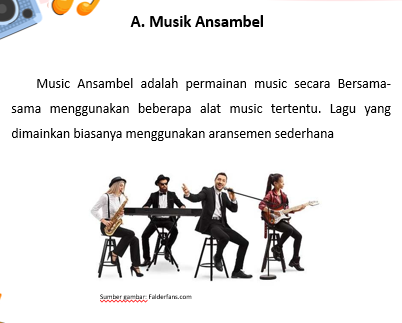 A. Musik Ansambel
Music Ansambel adalah permainan music secara Bersama-
sama menggunakan beberapa alat music tertentu. Lagu yang
dimainkan biasanya menggunakan aransemen sederhana
Sumber gambar: Falderfans.com